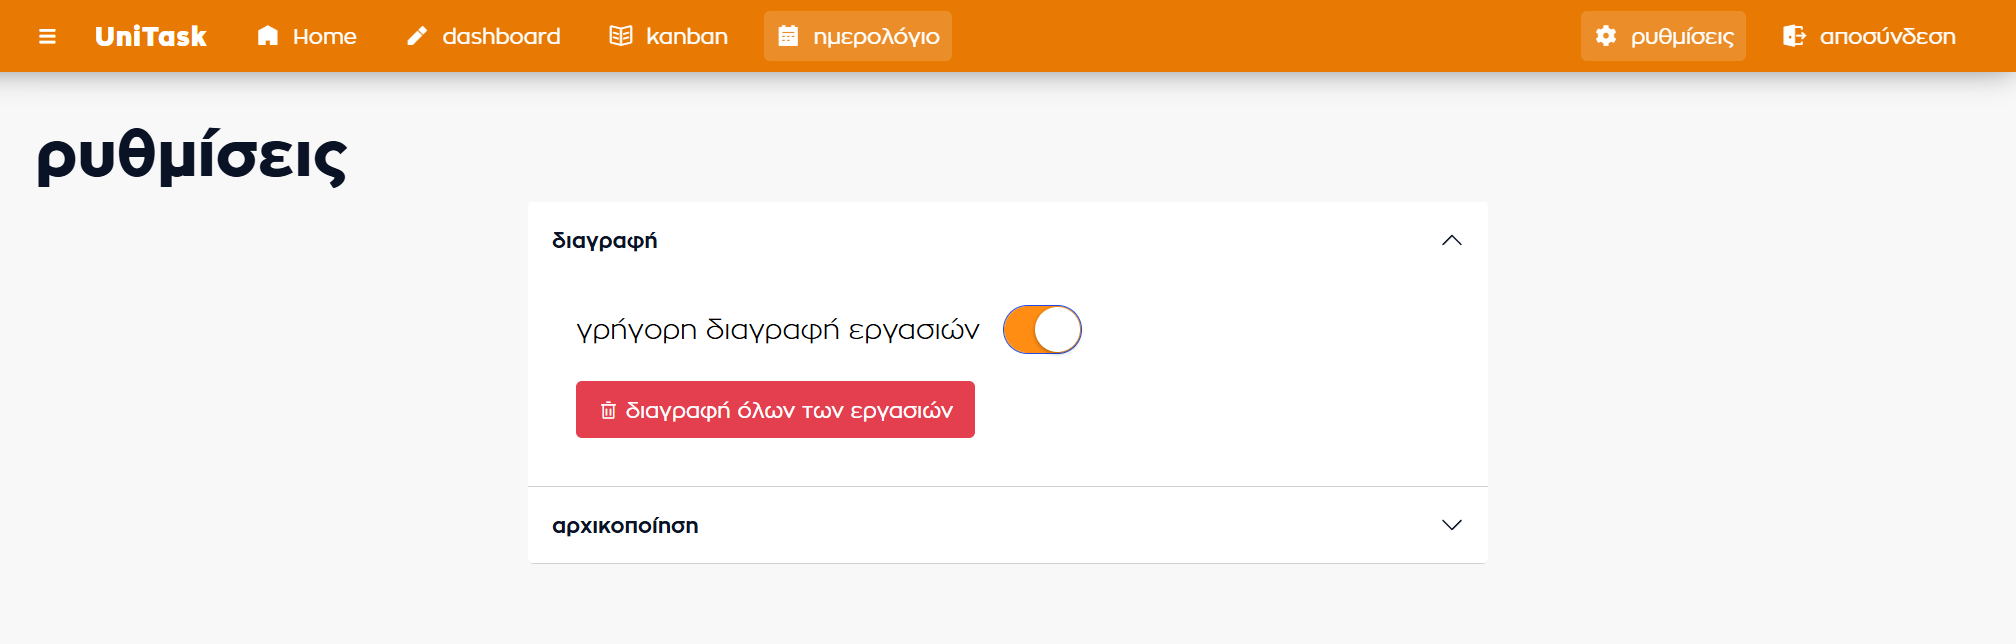 UniTask Home dashboard kanban ημερολόγιο ρυθμίσεις αποσύνδεση
ρυθμίσεις
διαγραφή
γρήγορη διαγραφή εργασιών
διαγραφή όλων των εργασιών
αρχικοποίηση